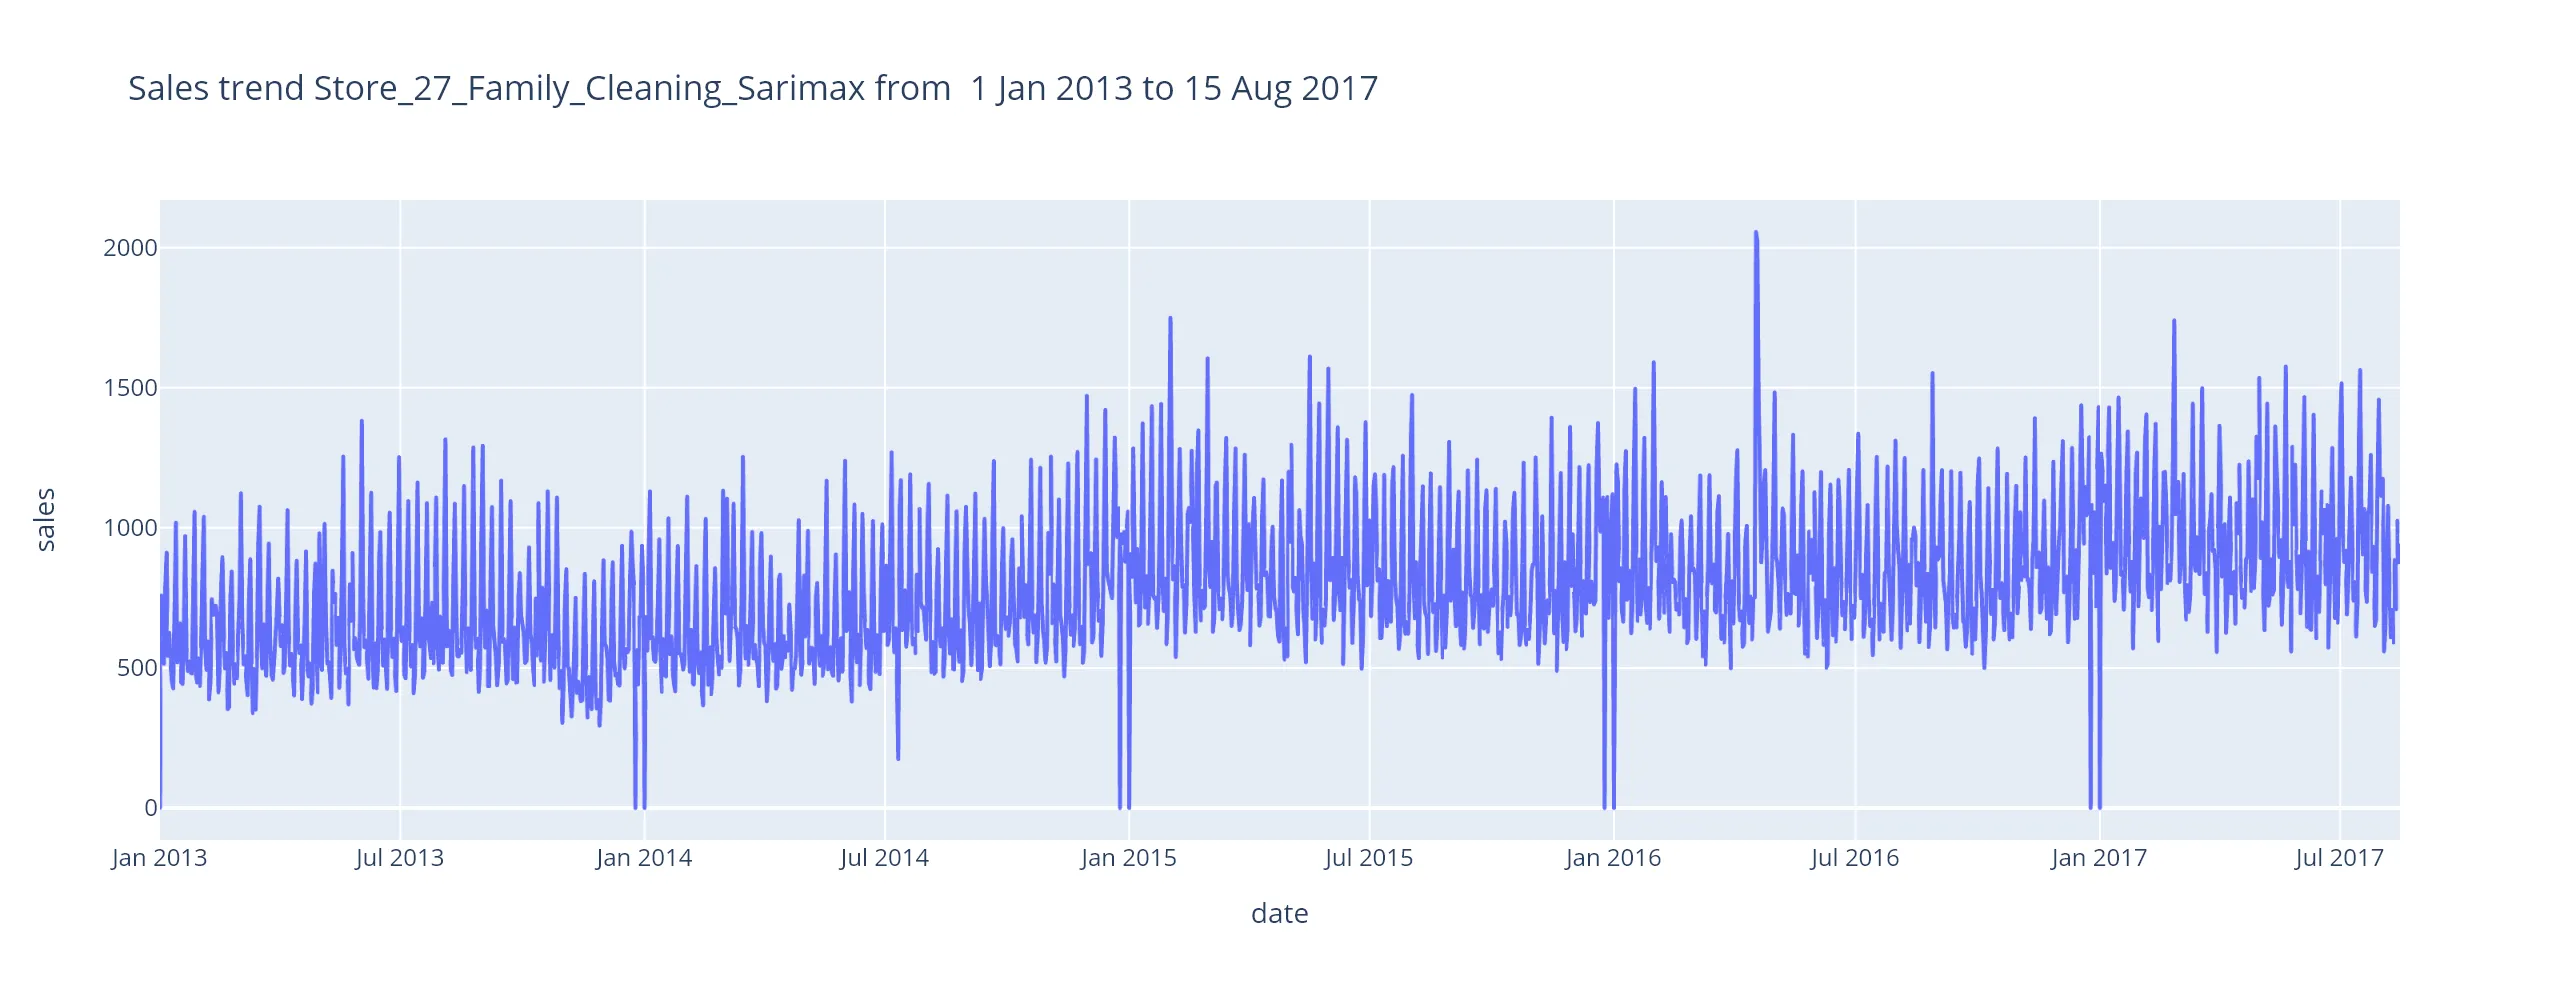 Sales trend Store_27_Family_Cleaning_Sarimax from  1 Jan 2013 to 15 Aug 2017
2000
1500
1000
500
0
sales
Jan 2013 Jul 2013 Jan 2014 Jul 2014 Jan 2015 Jul 2015 Jan 2016 Jul 2016 Jan 2017 Jul 2017
date